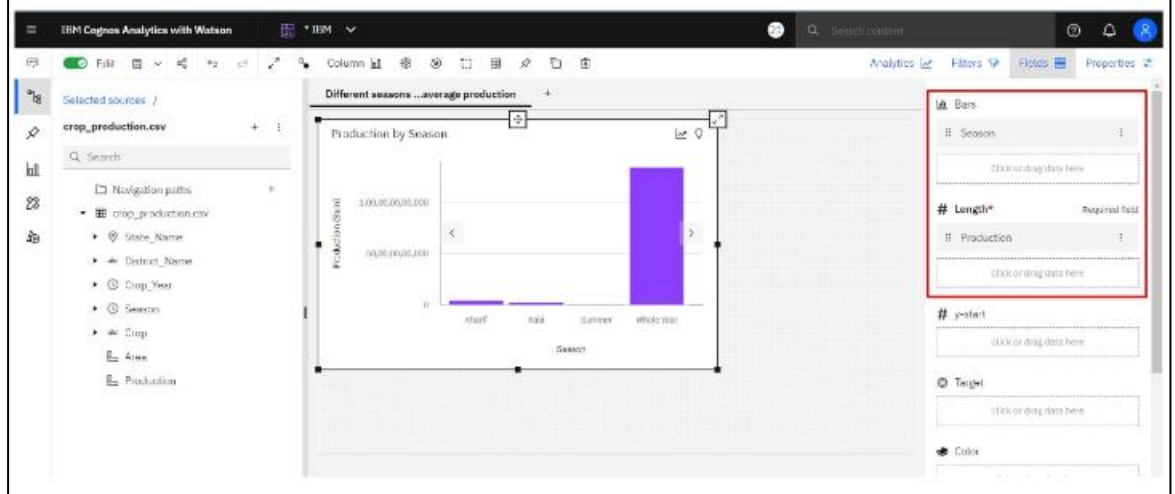 IBM Cognos Analytics with Watson
* IBM
Search content
Edit
Column
Analytics
Filters
Fields
Properties
Selected sources /
crop_production.csv
Search
Navigation paths
crop_production.csv
State_Name
District_Name
Crop_Year
Season
Crop
Area
Production
Different seasons ...average production
Production by Season
Production (Sum)
1,00,00,00,00,000
50,00,00,00,000
0
Kharif
Rabi
Summer
Whole Year
Season
Bars
Season
Click or drag data here
# Length*
Required field
Production
Click or drag data here
# y-start
Click or drag data here
Target
Click or drag data here
Color